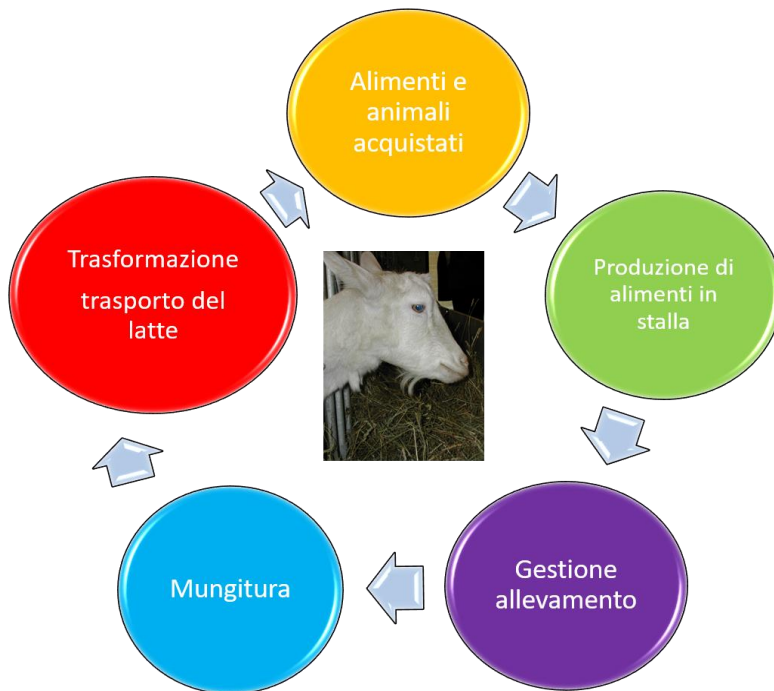 Alimenti e
animali
acquistati
Produzione di
alimenti in
stalla
Gestione
allevamento
Mungitura
Trasformazione
trasporto del
latte